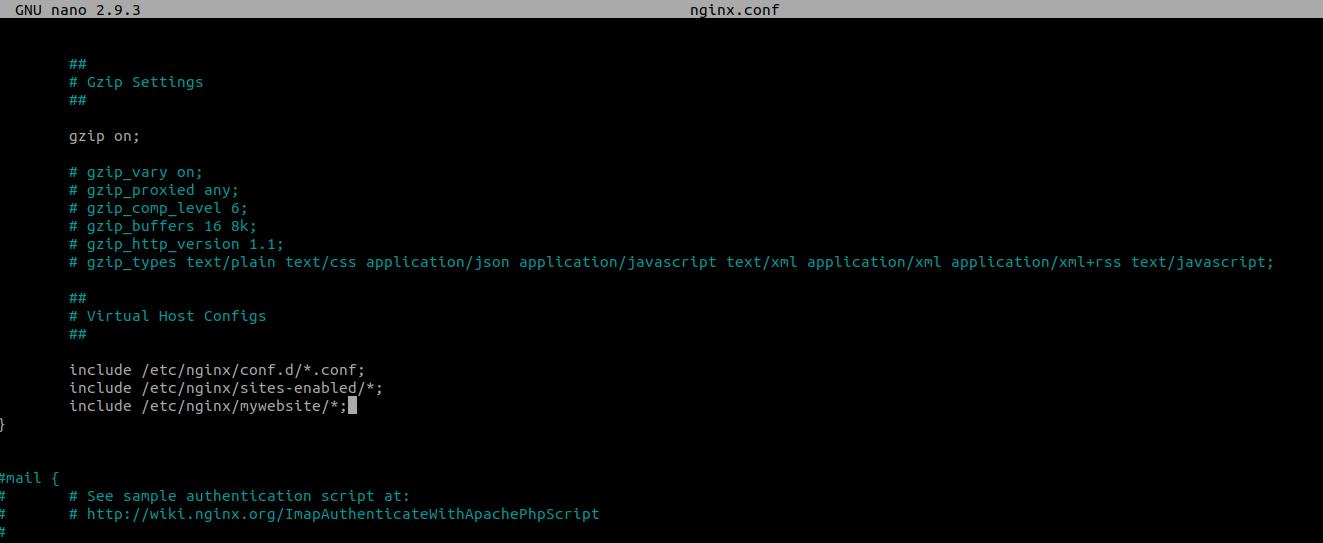 GNU nano 2.9.3 nginx.conf
##
# Gzip Settings
##
gzip on;
# gzip_vary on;
# gzip_proxied any;
# gzip_comp_level 6;
# gzip_buffers 16 8k;
# gzip_http_version 1.1;
# gzip_types text/plain text/css application/json application/javascript text/xml application/xml application/xml+rss text/javascript;
##
# Virtual Host Configs
##
include /etc/nginx/conf.d/*.conf;
include /etc/nginx/sites-enabled/*;
include /etc/nginx/mywebsite/*;
}
#mail {
# # See sample authentication script at:
# # http://wiki.nginx.org/ImapAuthenticateWithApachePhpScript
#